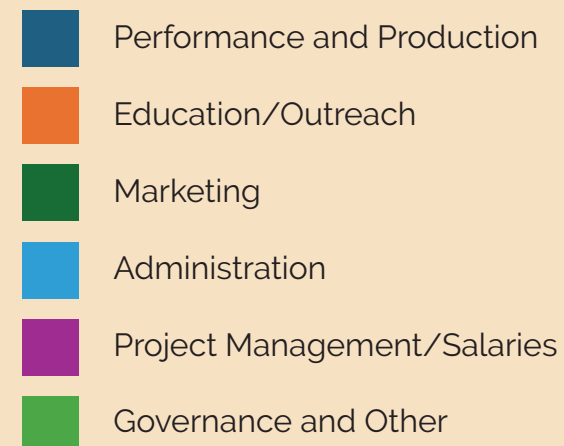 Performance and Production
Education/Outreach
Marketing
Administration
Project Management/Salaries
Governance and Other